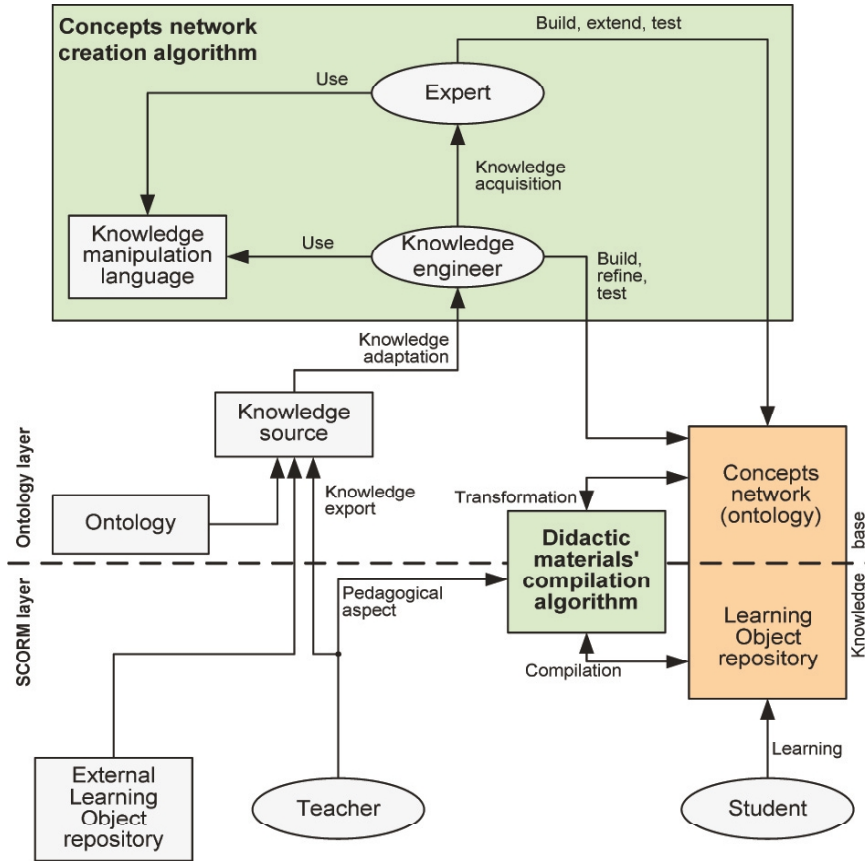 Concepts network
creation algorithm
Build, extend, test
Use
Expert
Knowledge
acquisition
Knowledge
manipulation
language
Use
Knowledge
engineer
Build,
refine,
test
Knowledge
adaptation
Knowledge
source
Ontology layer
Ontology
Knowledge
export
Transformation
Concepts
network
(ontology)
Didactic
materials'
compilation
algorithm
Knowledge base
SCORM layer
Pedagogical
aspect
Learning
Object
repository
Compilation
Learning
External
Learning
Object
repository
Teacher
Student